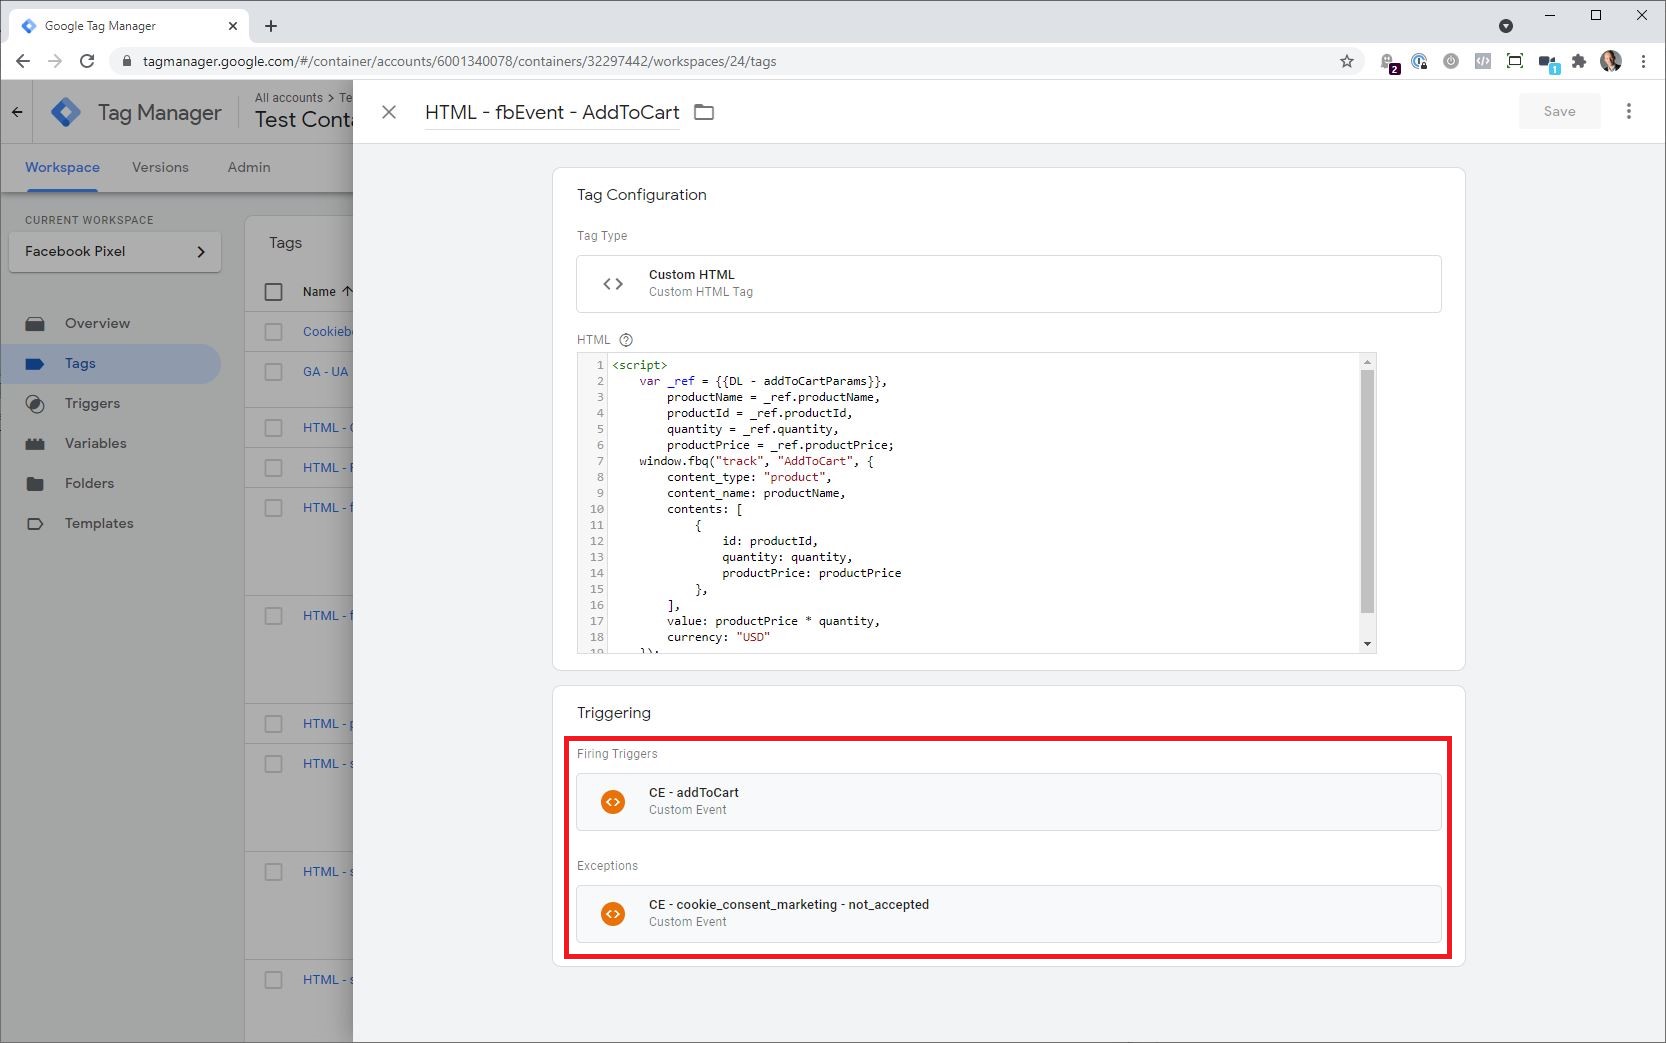 Google Tag Manager
tagmanager.google.com/#/container/accounts/6001340078/containers/32297442/workspaces/24/tags
2
1
Tag Manager
All accounts > Te
Test Conta
HTML - fbEvent - AddToCart
Save
Workspace
Versions
Admin
CURRENT WORKSPACE
Facebook Pixel
Overview
Tags
Triggers
Variables
Folders
Templates
Tags
Name
Cookiebo
GA - UA
HTML - C
HTML - F
HTML - f
HTML - f
HTML - p
HTML - s
HTML - s
HTML - s
Tag Configuration
Tag Type
Custom HTML
Custom HTML Tag
HTML
1 <script>
2 var _ref = {{DL - addToCartParams}},
3 productName = _ref.productName,
4 productId = _ref.productId,
5 quantity = _ref.quantity,
6 productPrice = _ref.productPrice;
7 window.fbq("track", "AddToCart", {
8 content_type: "product",
9 content_name: productName,
10 contents: [
11 {
12 id: productId,
13 quantity: quantity,
14 productPrice: productPrice
15 },
16 ],
17 value: productPrice * quantity,
18 currency: "USD"
19 });
Triggering
Firing Triggers
CE - addToCart
Custom Event
Exceptions
CE - cookie_consent_marketing - not_accepted
Custom Event